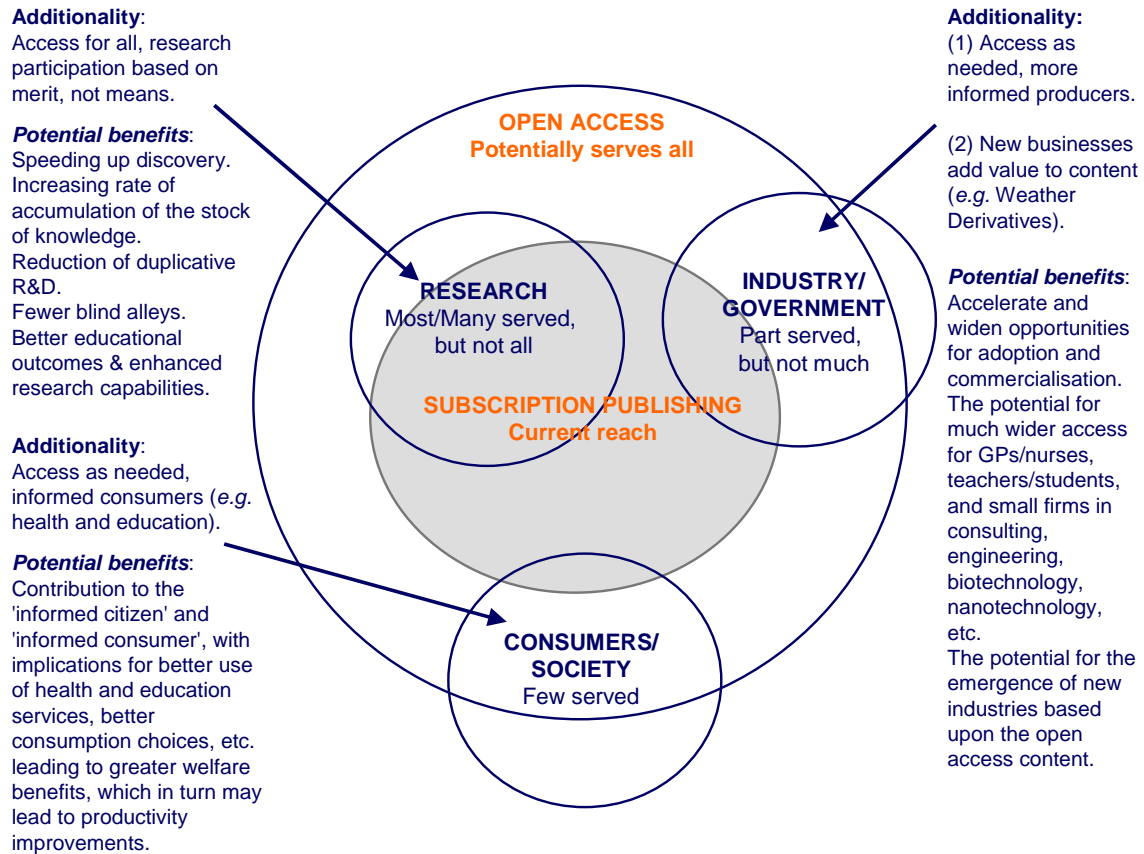 Additionality:
Access for all, research
participation based on
merit, not means.
Potential benefits:
Speeding up discovery.
Increasing rate of
accumulation of the stock
of knowledge.
Reduction of duplicative
R&D.
Fewer blind alleys.
Better educational
outcomes & enhanced
research capabilities.
Additionality:
Access as needed,
informed consumers (e.g.
health and education).
Potential benefits:
Contribution to the
'informed citizen' and
'informed consumer', with
implications for better use
of health and education
services, better
consumption choices, etc.
leading to greater welfare
benefits, which in turn may
lead to productivity
improvements.
OPEN ACCESS
Potentially serves all
RESEARCH
Most/Many served,
but not all
INDUSTRY/
GOVERNMENT
Part served,
but not much
SUBSCRIPTION PUBLISHING
Current reach
CONSUMERS/
SOCIETY
Few served
Additionality:
(1) Access as
needed, more
informed producers.
(2) New businesses
add value to content
(e.g. Weather
Derivatives).
Potential benefits:
Accelerate and
widen opportunities
for adoption and
commercialisation.
The potential for
much wider access
for GPs/nurses,
teachers/students,
and small firms in
consulting,
engineering,
biotechnology,
nanotechnology,
etc.
The potential for the
emergence of new
industries based
upon the open
access content.